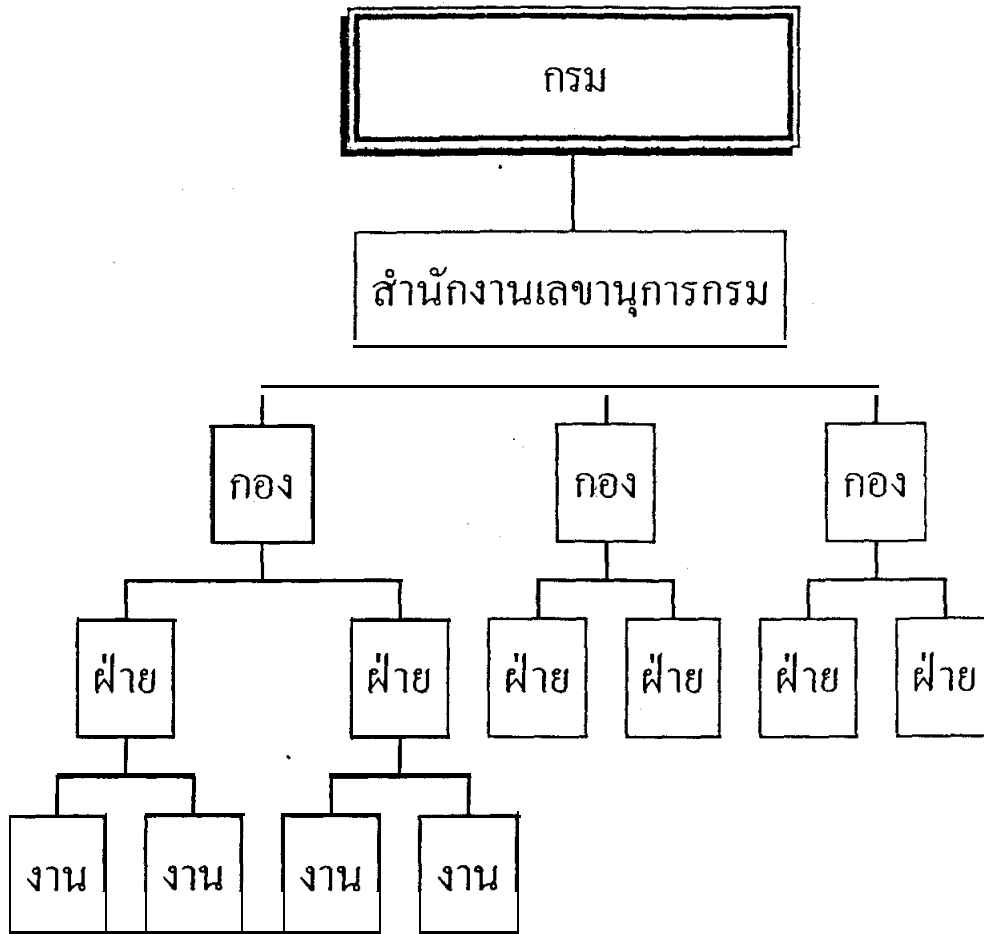 กรม
สำนักงานเลขานุการกรม
กอง
กอง
กอง
ฝ่าย
ฝ่าย
ฝ่าย
ฝ่าย
ฝ่าย
ฝ่าย
งาน
งาน
งาน
งาน